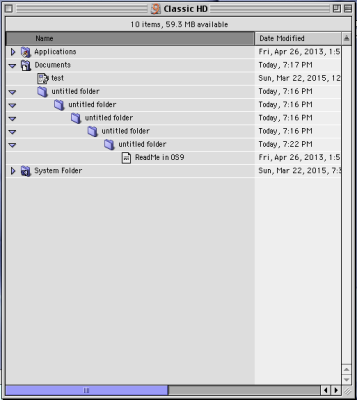 Classic HD
10 items, 59.3 MB available
Name Date Modified
Applications Fri, Apr 26, 2013, 1:5
Documents Today, 7:17 PM
test Sun, Mar 22, 2015, 12
untitled folder Today, 7:16 PM
untitled folder Today, 7:16 PM
untitled folder Today, 7:16 PM
untitled folder Today, 7:16 PM
untitled folder Today, 7:22 PM
ReadMe in OS9 Fri, Apr 26, 2013, 1:5
System Folder Sun, Mar 22, 2015, 7:3